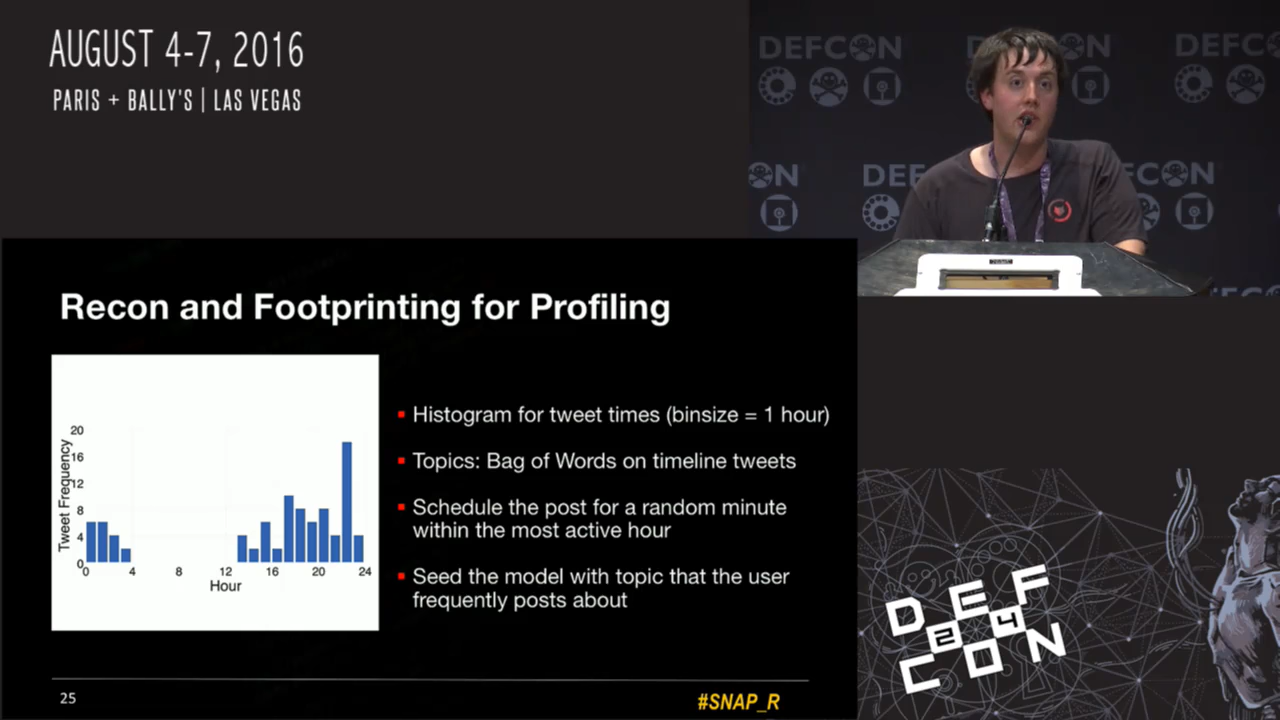 AUGUST 4-7, 2016
PARIS + BALLY'S | LAS VEGAS
DEFCON
DEFC
DEFCON
Recon and Footprinting for Profiling
20
16
12
8
4
0
Tweet Frequency
0 4 8 12 16 20 24
Hour
Histogram for tweet times (binsize = 1 hour)
Topics: Bag of Words on timeline tweets
Schedule the post for a random minute
within the most active hour
Seed the model with topic that the user
frequently posts about
25
#SNAP_R
DEF
24
CON